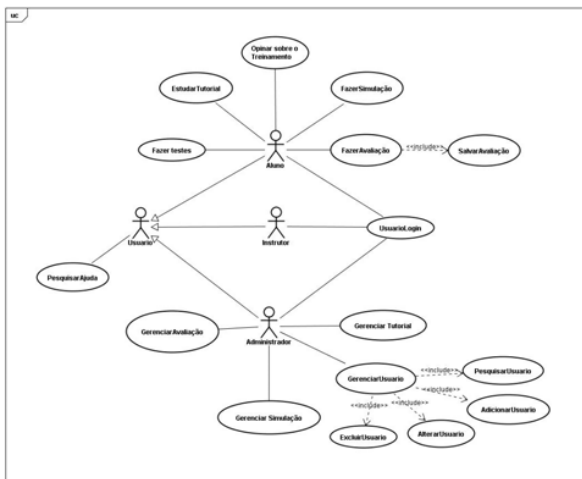 MC
Opinar sobre o
Treinamento
EstudarTutorial
FazerSimulação
Fazer testes
FazerAvaliação
<<include>>
SalvarAvaliação
Aluno
Usuario
Instrutor
UsuarioLogin
PesquisarAjuda
GerenciarAvaliação
Administrador
Gerenciar Tutorial
GerenciarUsuario
<<include>>
PesquisarUsuario
<<include>>
AdicionarUsuario
Gerenciar Simulação
<<include>>
<<include>>
ExcluirUsuario
AlterarUsuario